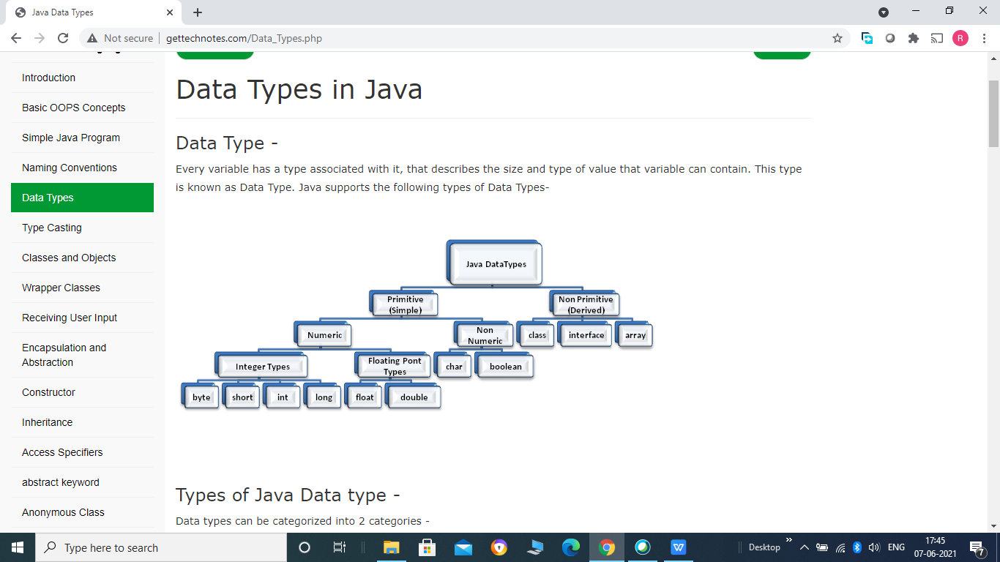 Java Data Types
Not secure
gettechnotes.com/Data_Types.php
R
Introduction
Basic OOPS Concepts
Simple Java Program
Naming Conventions
Data Types
Type Casting
Classes and Objects
Wrapper Classes
Receiving User Input
Encapsulation and
Abstraction
Constructor
Inheritance
Access Specifiers
abstract keyword
Anonymous Class
Data Types in Java
Data Type -
Every variable has a type associated with it, that describes the size and type of value that variable can contain. This type
is known as Data Type. Java supports the following types of Data Types-
Java DataTypes
Primitive
(Simple)
Non Primitive
(Derived)
Numeric
Non
Numeric
class
interface
array
Integer Types
Floating Pont
Types
char
boolean
byte
short
int
long
float
double
Types of Java Data type -
Data types can be categorized into 2 categories -
Type here to search
W
Desktop
ENG
17:45
07-06-2021
7